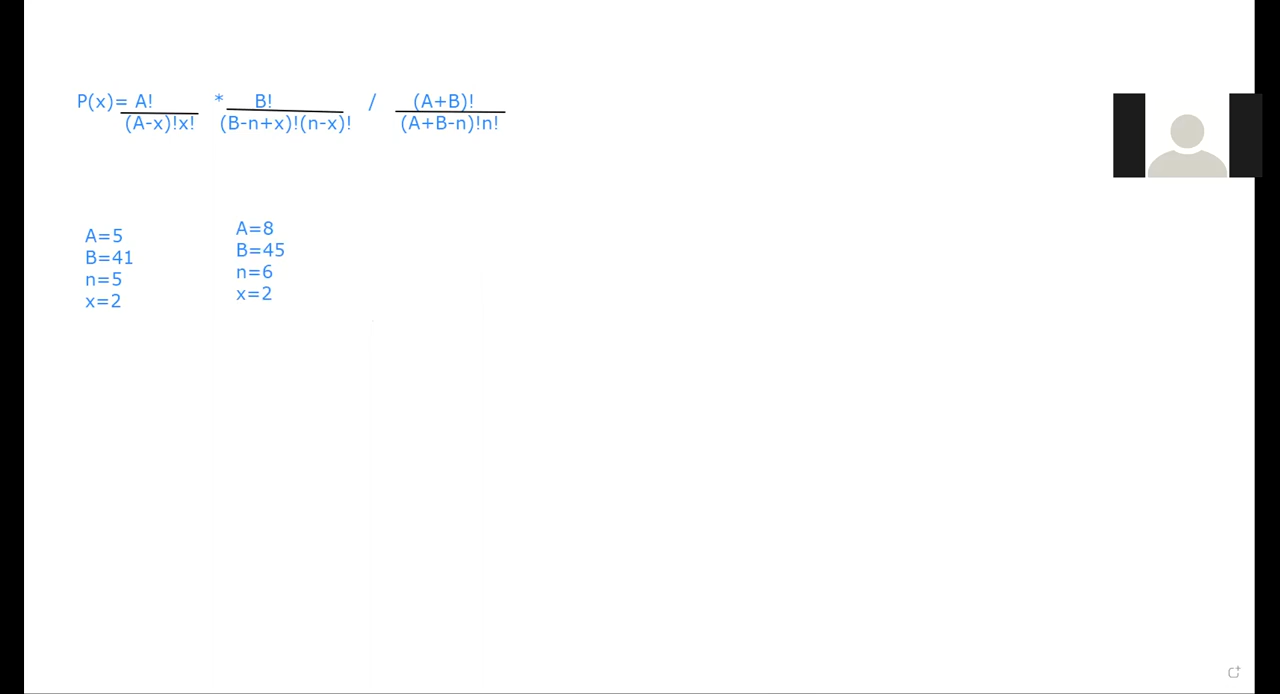 P(x)= A! * B! / (A+B)!
(A-x)!x! (B-n+x)!(n-x)! (A+B-n)!n!
A=5
B=41
n=5
x=2
A=8
B=45
n=6
x=2